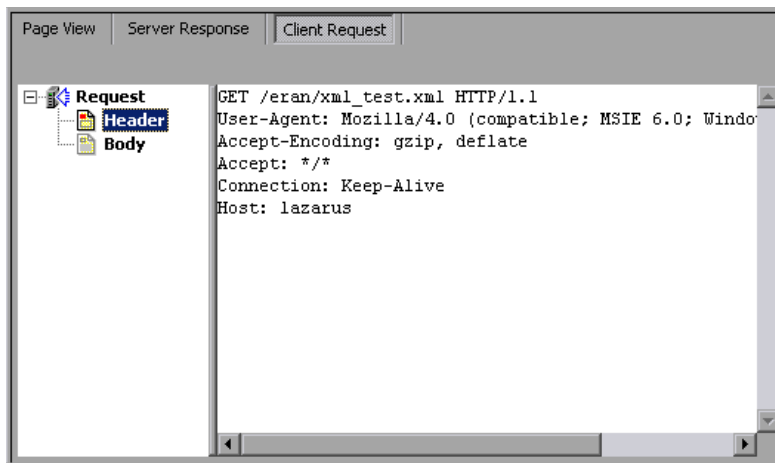 Page View Server Response Client Request
Request
Header
Body
GET /eran/xml_test.xml HTTP/1.1
User-Agent: Mozilla/4.0 (compatible; MSIE 6.0;
Accept-Encoding: gzip, deflate
Accept: */*
Connection: Keep-Alive
Host: lazarus